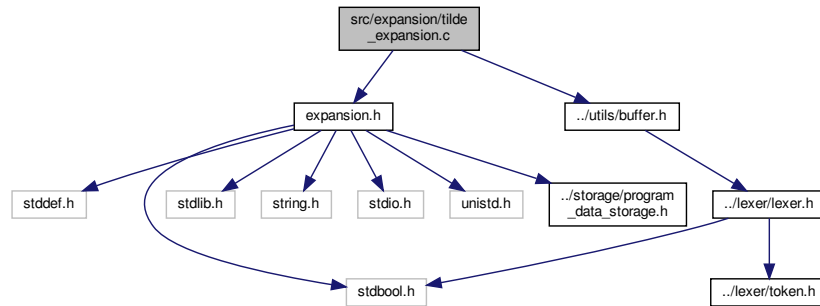 src/expansion/tilde
_expansion.c
expansion.h
../utils/buffer.h
stddef.h
stdlib.h
string.h
stdio.h
unistd.h
../storage/program
_data_storage.h
../lexer/lexer.h
stdbool.h
../lexer/token.h